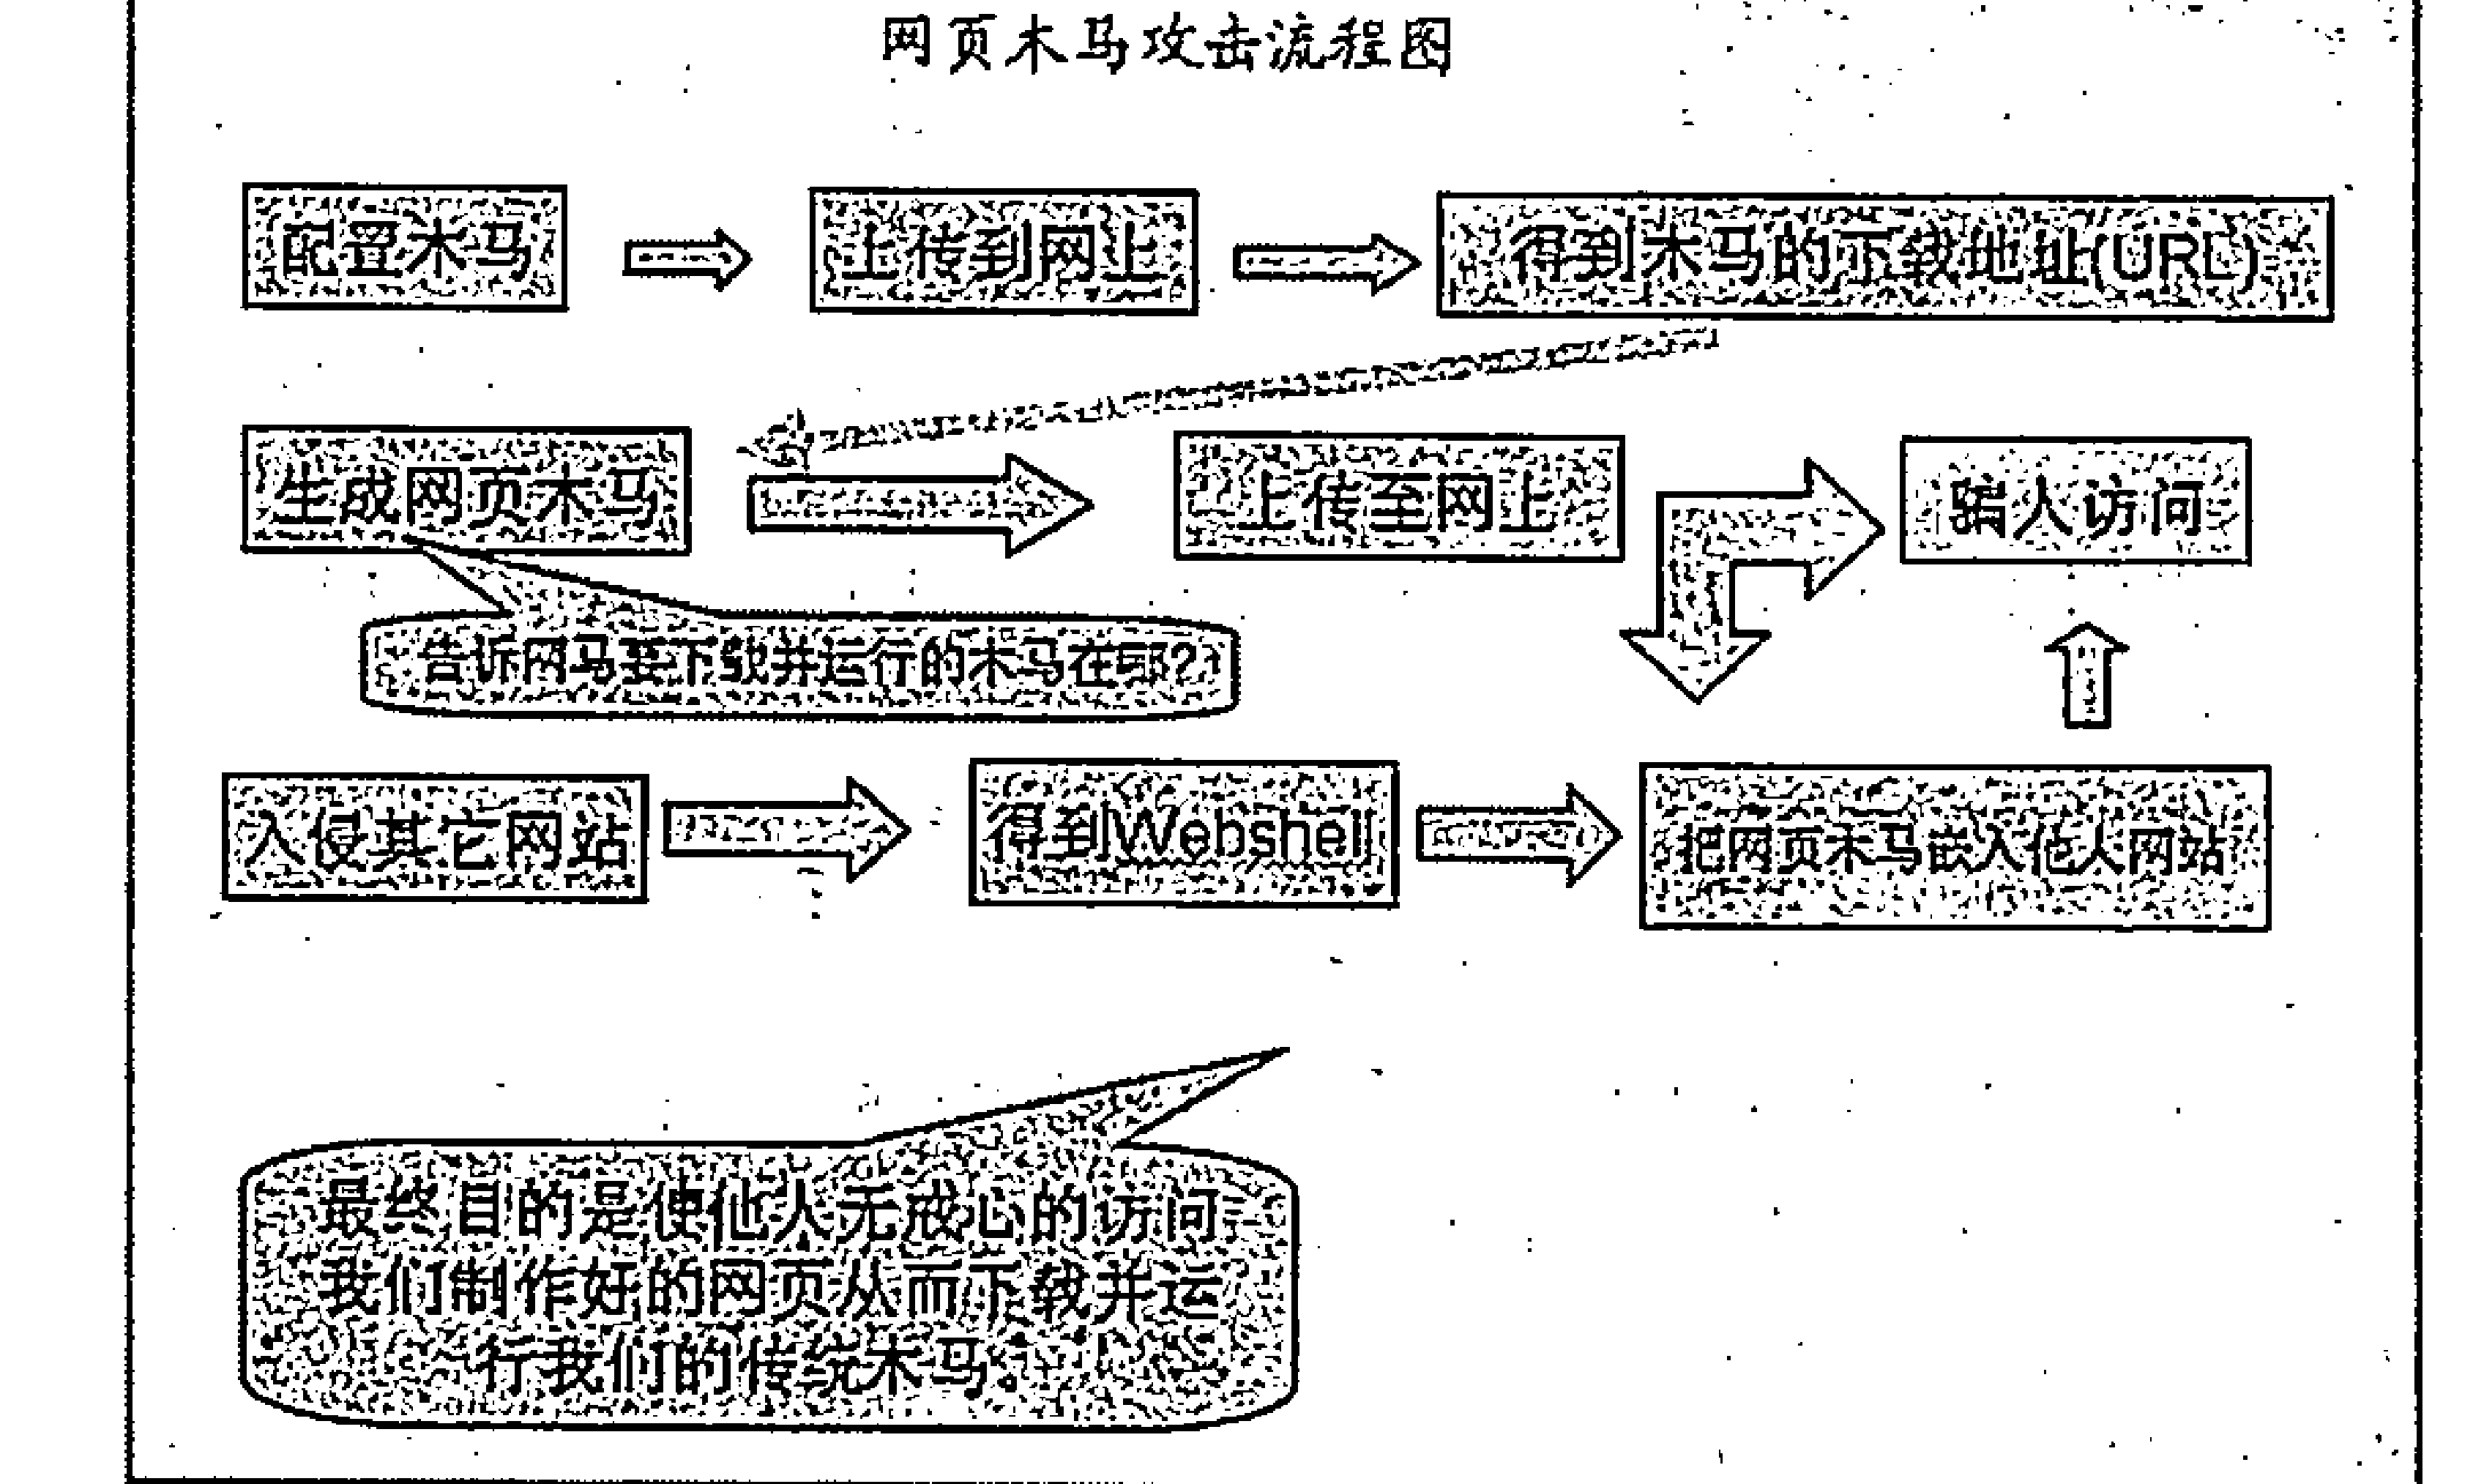 网页木马攻击流程图
配置木马
上传到网上
得到木马的下载地址(URL)
生成网页木马
上传至网上
骗人访问
告诉网马要下载并运行的木马在哪?
入侵其它网站
得到Webshell
把网页木马嵌入他人网站
最终目的是使他人无戒心的访问
我们制作好的网页从而下载并运
行我们的传统木马.